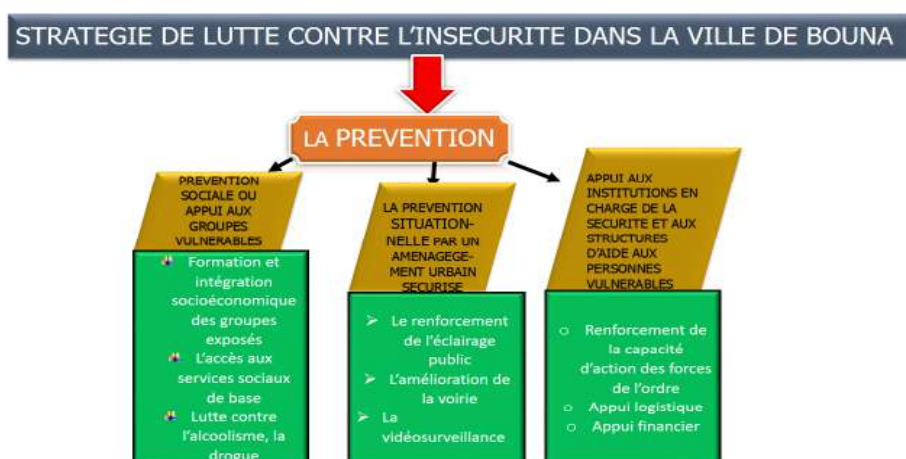 STRATEGIE DE LUTTE CONTRE L'INSECURITE DANS LA VILLE DE BOUNA
LA PREVENTION
PREVENTION
SOCIALE OU
APPUI AUX
GROUPES
VULNERABLES
Formation et
intégration
socioéconomique
des groupes
exposés
L'accès aux
services sociaux
de base
Lutte contre
l'alcoolisme, la
drogue
LA PREVENTION
SITUATION-
NELLE PAR UN
AMENAGEGE-
MENT URBAIN
SECURISE
Le renforcement
de l'éclairage
public
L'amélioration de
la voirie
La
vidéosurveillance
APPUI AUX
INSTITUTIONS EN
CHARGE DE LA
SECURITE ET AUX
STRUCTURES
D'AIDE AUX
PERSONNES
VULNERABLES
Renforcement de
la capacité
d'action des forces
de l'ordre
Appui logistique
Appui financier